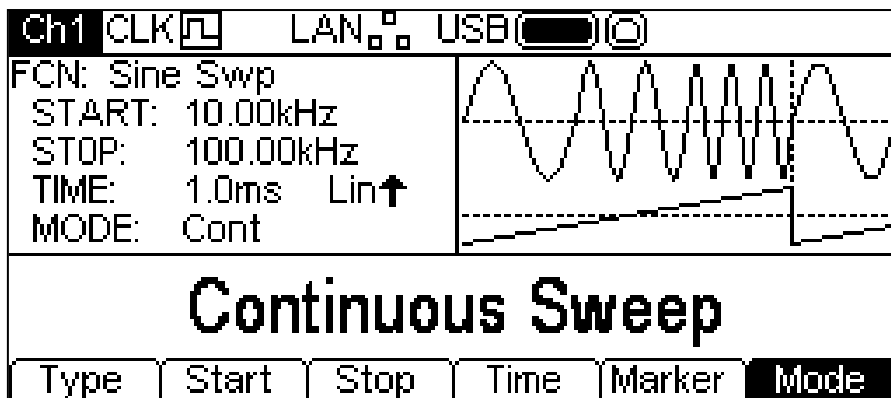 Ch1 CLK LAN USB
FCN: Sine Swp
START: 10.00kHz
STOP: 100.00kHz
TIME: 1.0ms Lin↑
MODE: Cont
Continuous Sweep
Type Start Stop Time Marker Mode